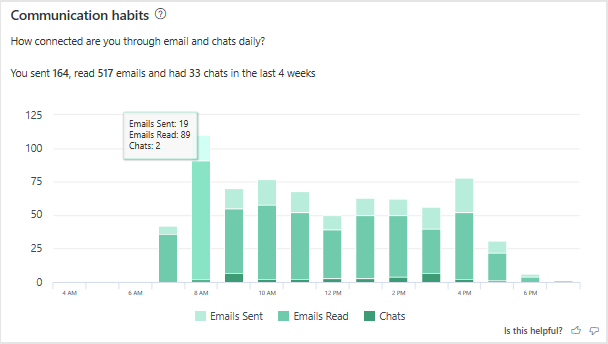 Communication habits ?
How connected are you through email and chats daily?
You sent 164, read 517 emails and had 33 chats in the last 4 weeks
125
Emails Sent: 19
Emails Read: 89
Chats: 2
100
75
50
25
0
4 AM 6 AM 8 AM 10 AM 12 PM 2 PM 4 PM 6 PM
Emails Sent Emails Read Chats
Is this helpful?